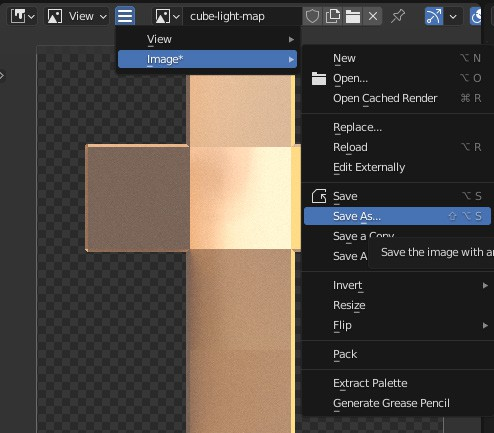 View
cube-light-map
View
Image*
New ⌥ N
Open... ⌥ O
Open Cached Render ⌘ R
Replace...
Reload ⌥ R
Edit Externally
Save ⌥ S
Save As... ⇧ ⌥ S
Save a Copy
Save A
Save the image with
Invert
Resize
Flip
Pack
Extract Palette
Generate Grease Pencil